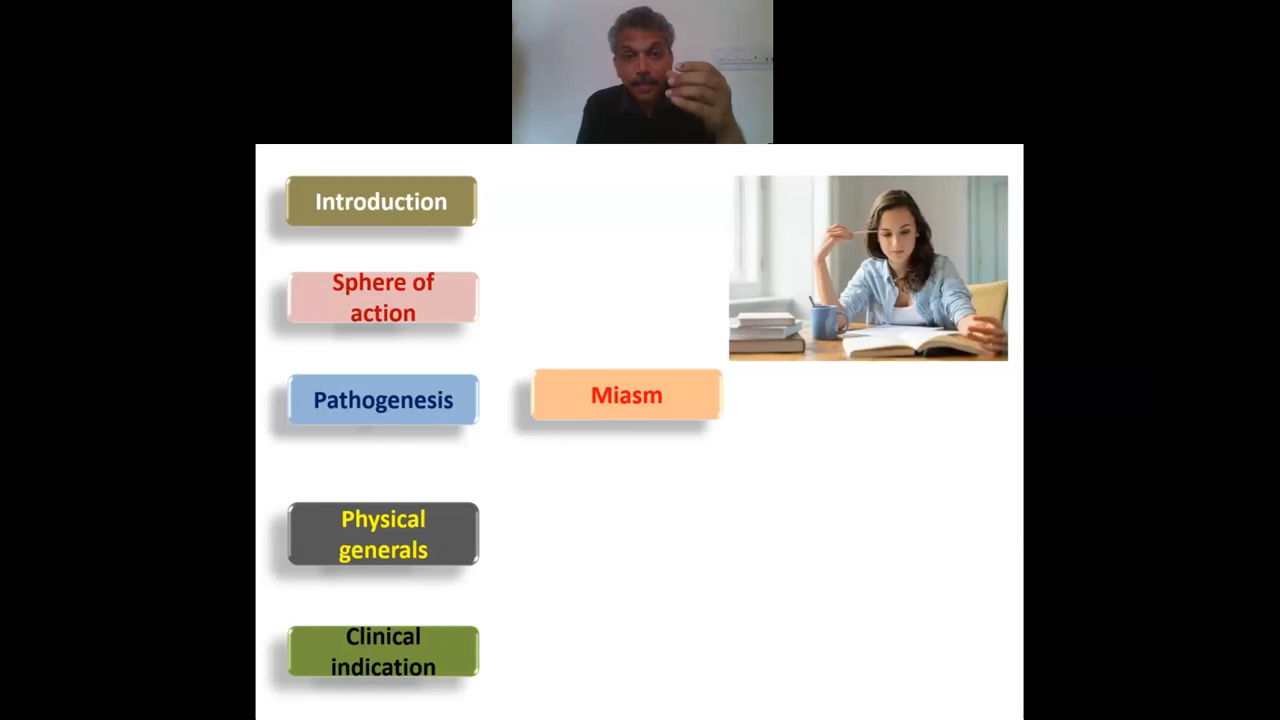 Introduction
Sphere of
action
Pathogenesis
Miasm
Physical
generals
Clinical
indication